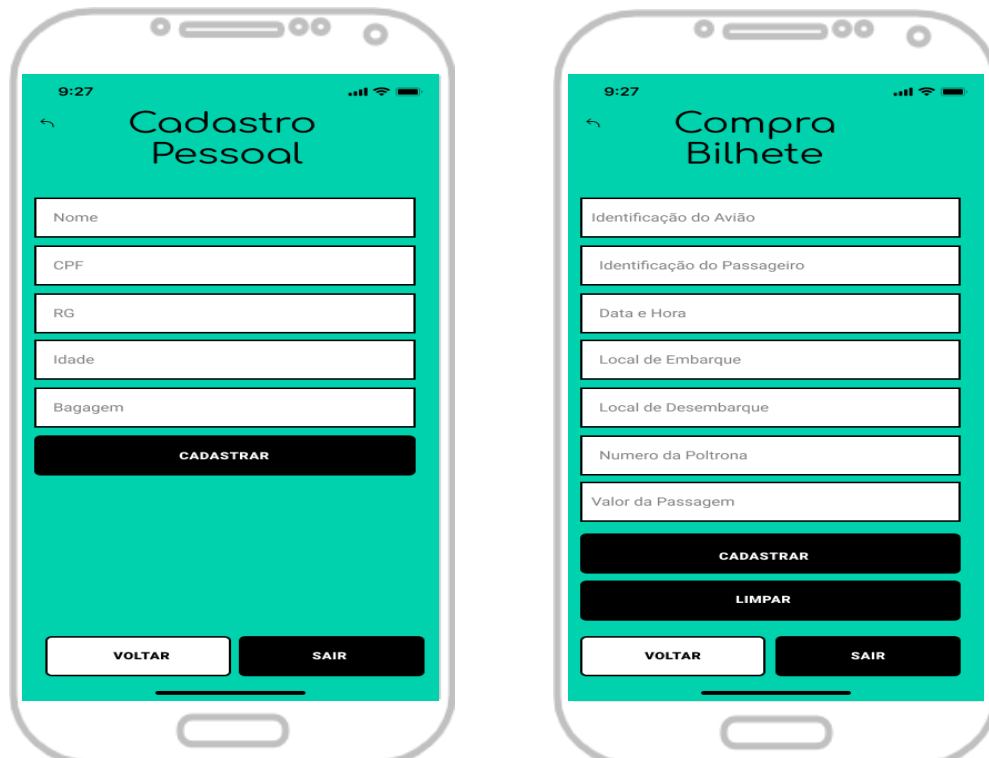 9:27
Cadastro
Pessoal
Nome
CPF
RG
Idade
Bagagem
CADASTRAR
VOLTAR
SAIR
9:27
Compra
Bilhete
Identificação do Avião
Identificação do Passageiro
Data e Hora
Local de Embarque
Local de Desembarque
Numero da Poltrona
Valor da Passagem
CADASTRAR
LIMPAR
VOLTAR
SAIR